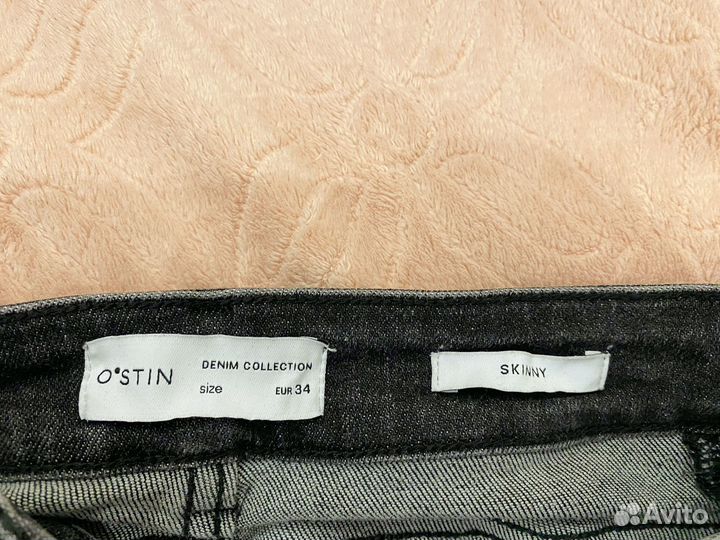 O'STIN
DENIM COLLECTION
size EUR 34
SKINNY
Avito